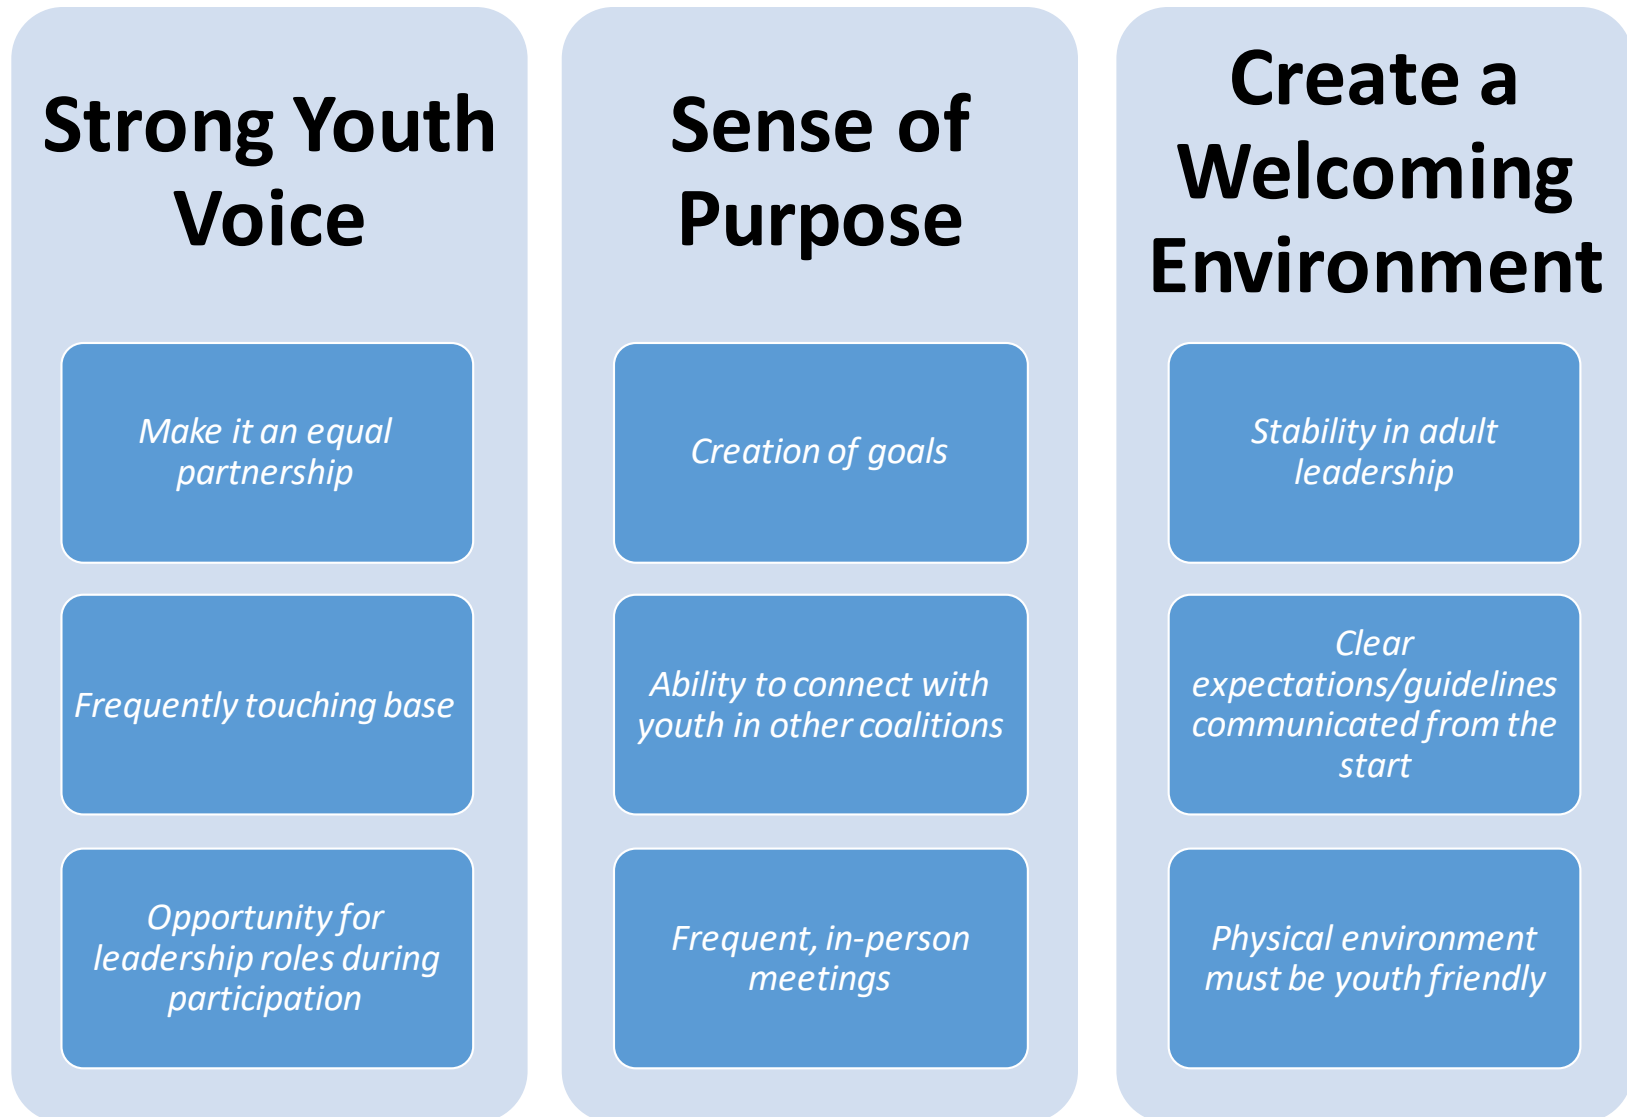 Strong Youth
Voice
Make it an equal
partnership
Frequently touching base
Opportunity for
leadership roles during
participation
Sense of
Purpose
Creation of goals
Ability to connect with
youth in other coalitions
Frequent, in-person
meetings
Create a
Welcoming
Environment
Stability in adult
leadership
Clear
expectations/guidelines
communicated from the
start
Physical environment
must be youth friendly